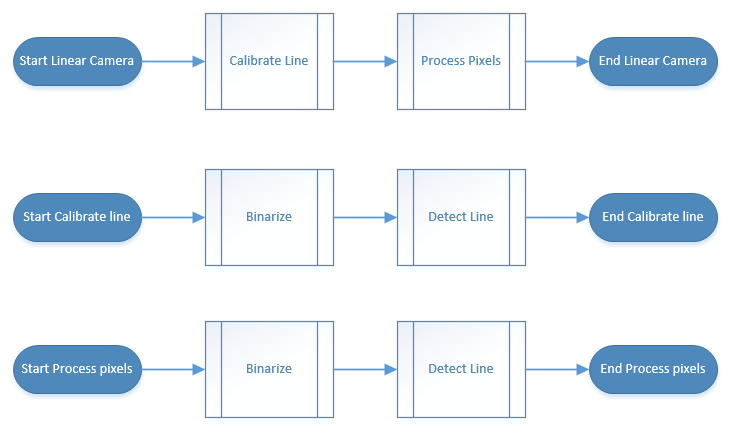 Start Linear Camera
Calibrate Line
Process Pixels
End Linear Camera
Start Calibrate line
Binarize
Detect Line
End Calibrate line
Start Process pixels
Binarize
Detect Line
End Process pixels